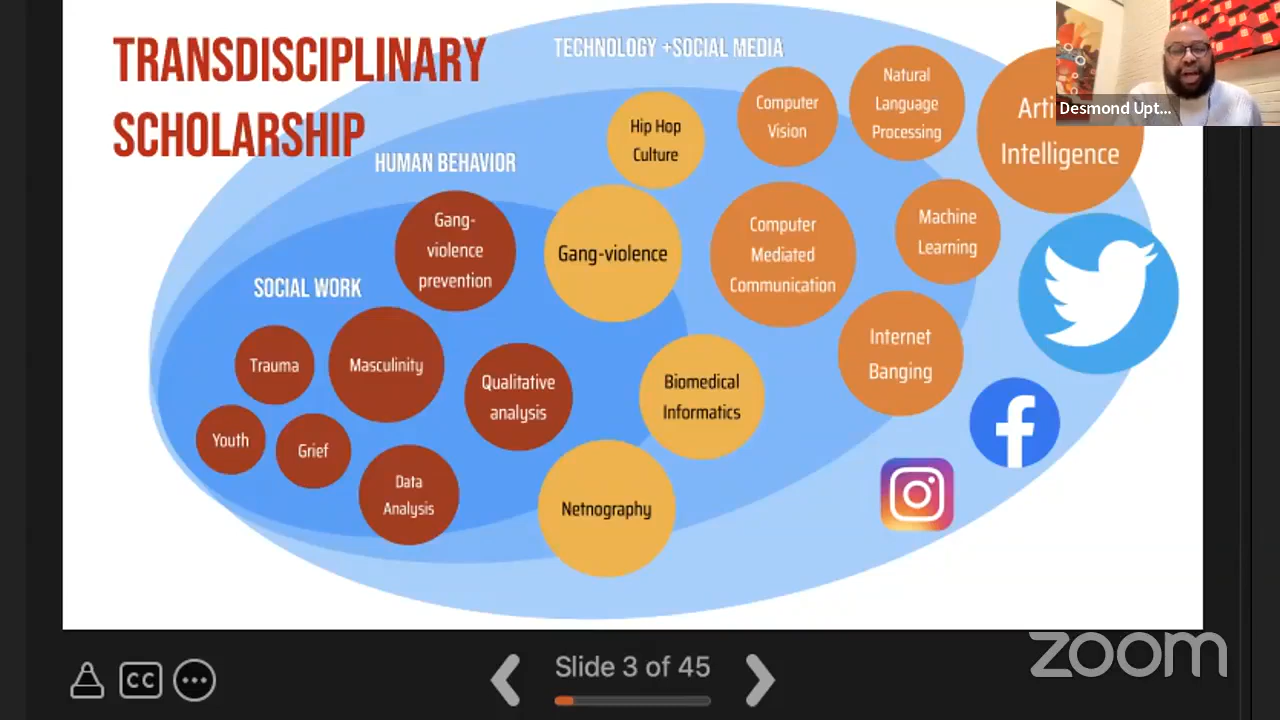 TRANSDISCIPLINARY
SCHOLARSHIP
TECHNOLOGY +SOCIAL MEDIA
HUMAN BEHAVIOR
SOCIAL WORK
Hip Hop
Culture
Computer
Vision
Natural
Language
Processing
Intelligence
Desmond Upt...
Gang-
violence
prevention
Gang-violence
Computer
Mediated
Communication
Machine
Learning
Internet
Banging
Trauma
Masculinity
Qualitative
analysis
Biomedical
Informatics
Youth
Grief
Data
Analysis
Netnography
CC
Slide 3 of 45
zoom